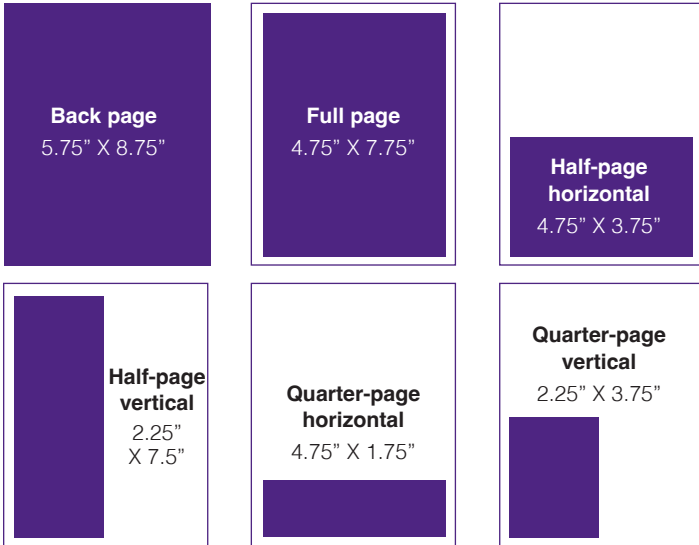 Back page
5.75” X 8.75”
Full page
4.75” X 7.75”
Half-page
horizontal
4.75” X 3.75”
Half-page
vertical
2.25”
X 7.5”
Quarter-page
horizontal
4.75” X 1.75”
Quarter-page
vertical
2.25” X 3.75”